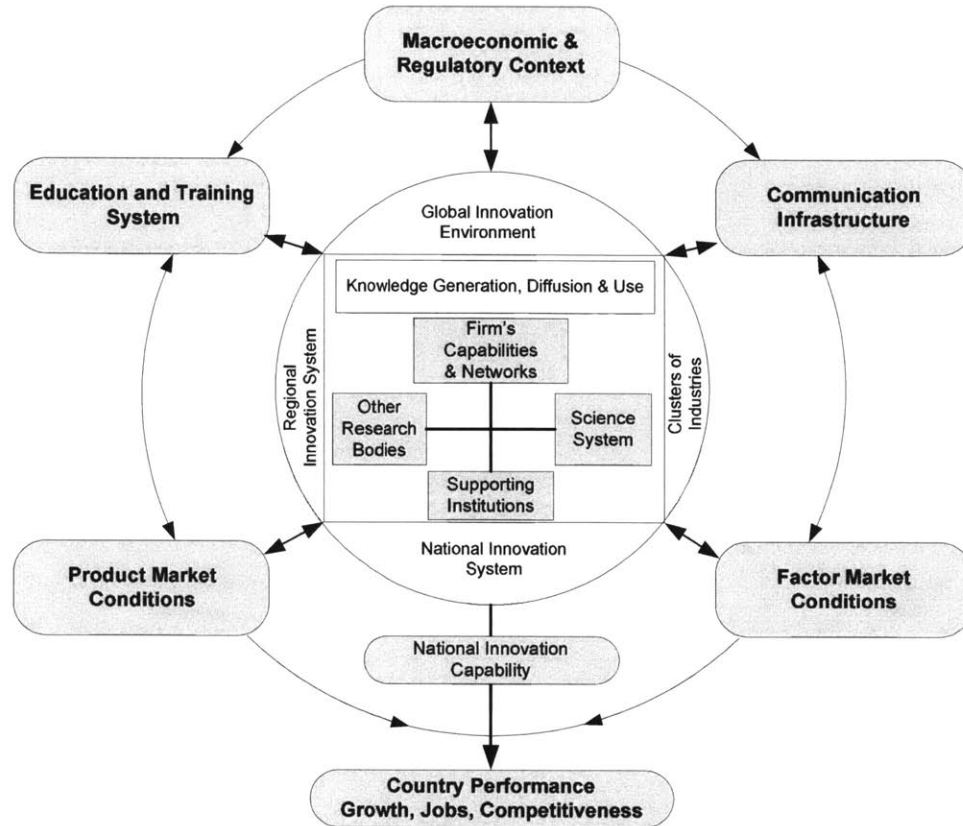 Macroeconomic &
Regulatory Context
Education and Training
System
Communication
Infrastructure
Global Innovation
Environment
Knowledge Generation, Diffusion & Use
Firm's
Capabilities
& Networks
Regional
Innovation System
Clusters of
Industries
Other
Research
Bodies
Science
System
Supporting
Institutions
National Innovation
System
Product Market
Conditions
Factor Market
Conditions
National Innovation
Capability
Country Performance
Growth, Jobs, Competitiveness